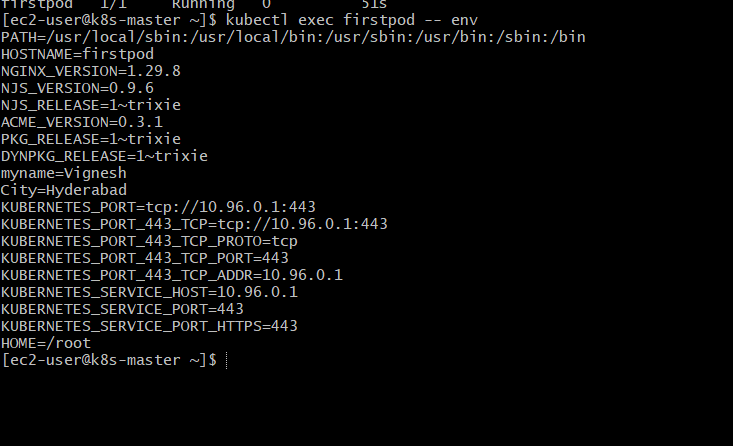 firstpod 1/1 Running 0 51s
[ec2-user@k8s-master ~]$ kubectl exec firstpod -- env
PATH=/usr/local/sbin:/usr/local/bin:/usr/sbin:/usr/bin:/sbin:/bin
HOSTNAME=firstpod
NGINX_VERSION=1.29.8
NJS_VERSION=0.9.6
NJS_RELEASE=1~trixie
ACME_VERSION=0.3.1
PKG_RELEASE=1~trixie
DYNPKG_RELEASE=1~trixie
myname=Vignesh
City=Hyderabad
KUBERNETES_PORT=tcp://10.96.0.1:443
KUBERNETES_PORT_443_TCP=tcp://10.96.0.1:443
KUBERNETES_PORT_443_TCP_PROTO=tcp
KUBERNETES_PORT_443_TCP_PORT=443
KUBERNETES_PORT_443_TCP_ADDR=10.96.0.1
KUBERNETES_SERVICE_HOST=10.96.0.1
KUBERNETES_SERVICE_PORT=443
KUBERNETES_SERVICE_PORT_HTTPS=443
HOME=/root
[ec2-user@k8s-master ~]$